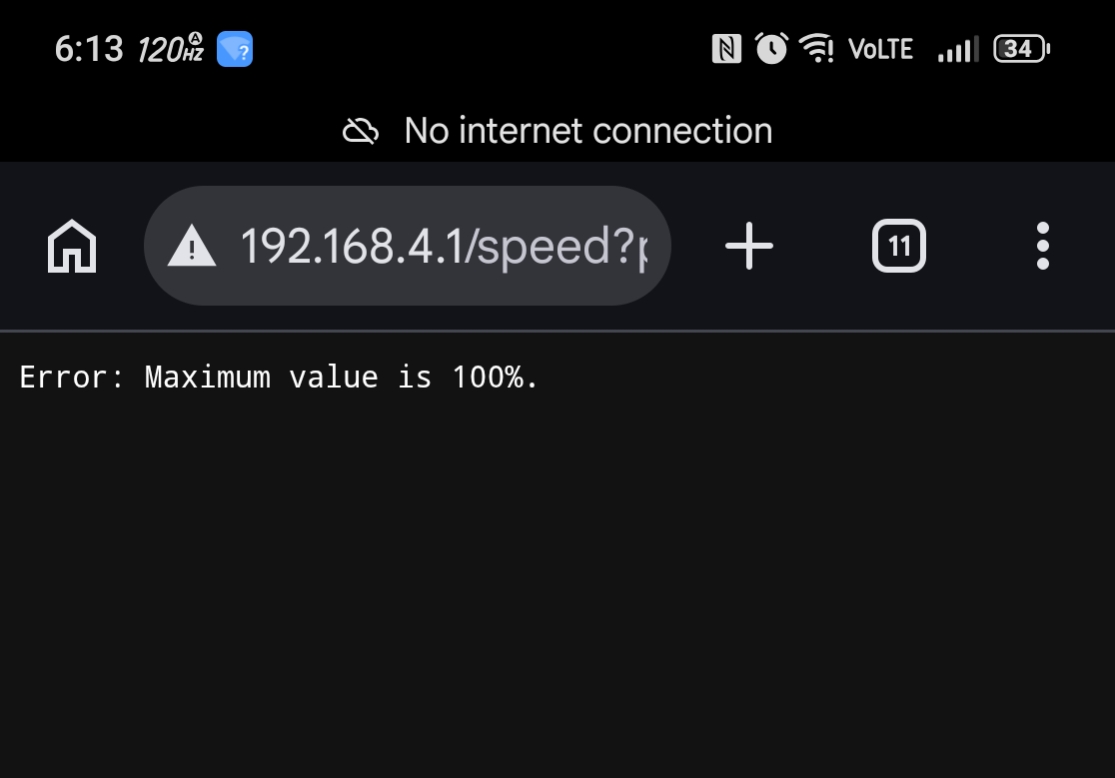 6:13 120HZ A ? N ! VoLTE 34
No internet connection
192.168.4.1/speed? 11
Error: Maximum value is 100%.